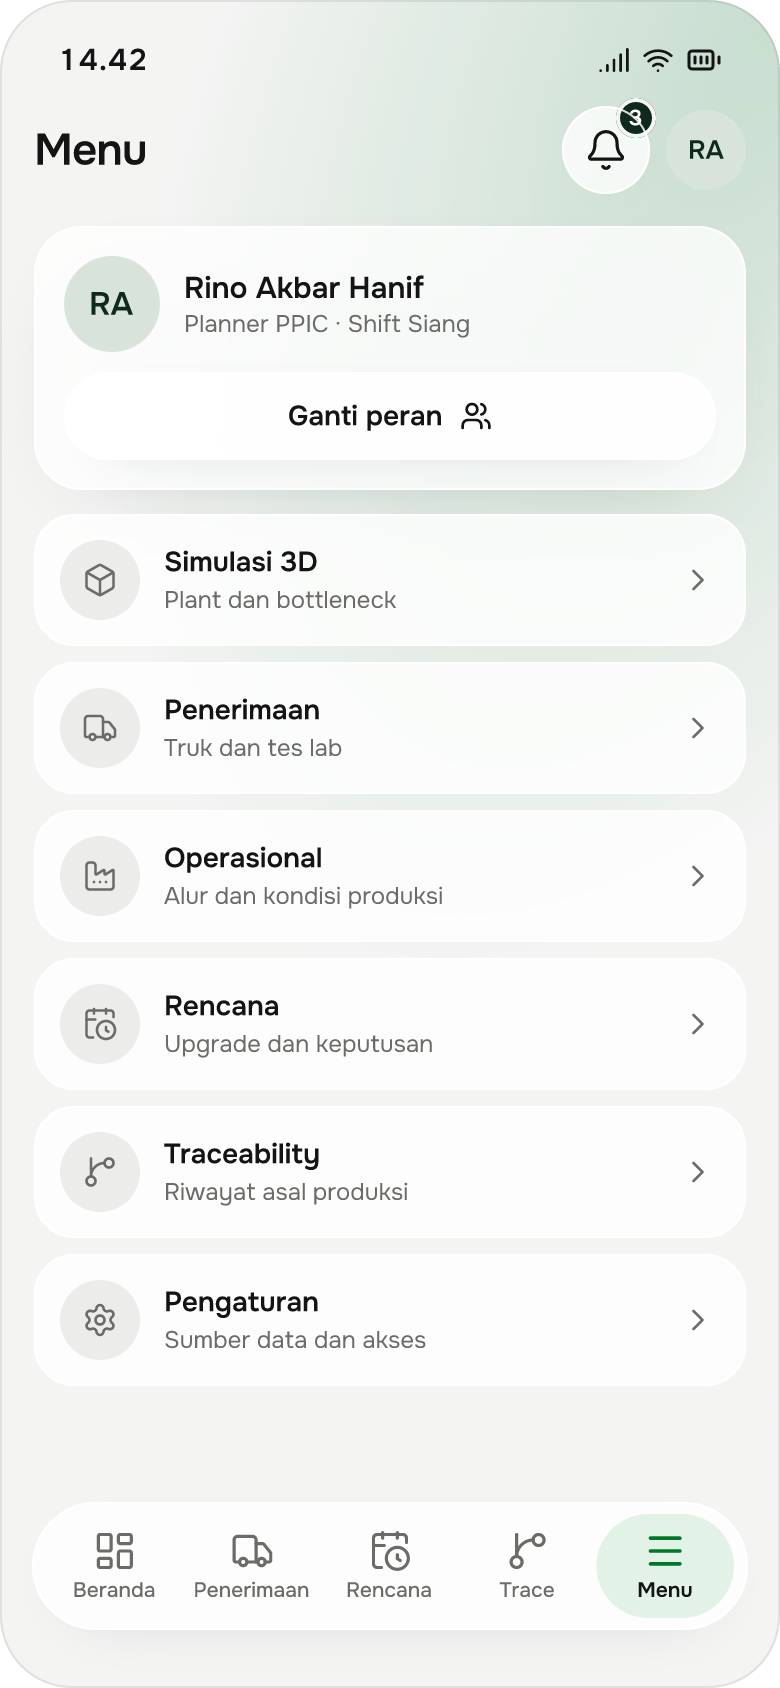 14.42
Menu
3
RA
RA
Rino Akbar Hanif
Planner PPIC · Shift Siang
Ganti peran
Simulasi 3D
Plant dan bottleneck
Penerimaan
Truk dan tes lab
Operasional
Alur dan kondisi produksi
Rencana
Upgrade dan keputusan
Traceability
Riwayat asal produksi
Pengaturan
Sumber data dan akses
Beranda
Penerimaan
Rencana
Trace
Menu